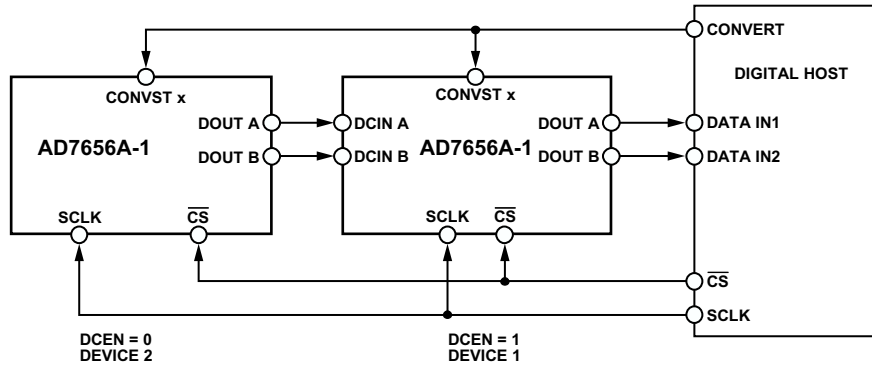 CONVERT
DIGITAL HOST
CONVST x
CONVST x
DOUT A
DCIN A
DOUT A
DATA IN1
AD7656A-1
AD7656A-1
DOUT B
DCIN B
DOUT B
DATA IN2
SCLK
CS
SCLK
CS
CS
SCLK
DCEN = 0
DEVICE 2
DCEN = 1
DEVICE 1